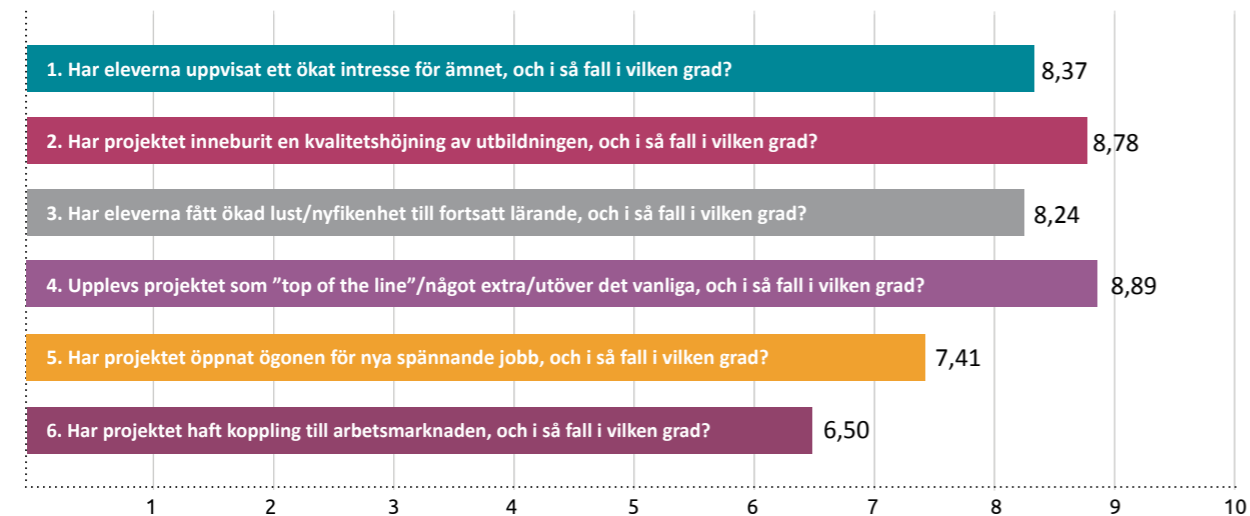 1. Har eleverna uppvisat ett ökat intresse för ämnet, och i så fall i vilken grad? 8,37
2. Har projektet inneburit en kvalitetshöjning av utbildningen, och i så fall i vilken grad? 8,78
3. Har eleverna fått ökad lust/nyfikenhet till fortsatt lärande, och i så fall i vilken grad? 8,24
4. Upplevs projektet som ”top of the line”/något extra/utöver det vanliga, och i så fall i vilken grad? 8,89
5. Har projektet öppnat ögonen för nya spännande jobb, och i så fall i vilken grad? 7,41
6. Har projektet haft koppling till arbetsmarknaden, och i så fall i vilken grad? 6,50
1 2 3 4 5 6 7 8 9 10